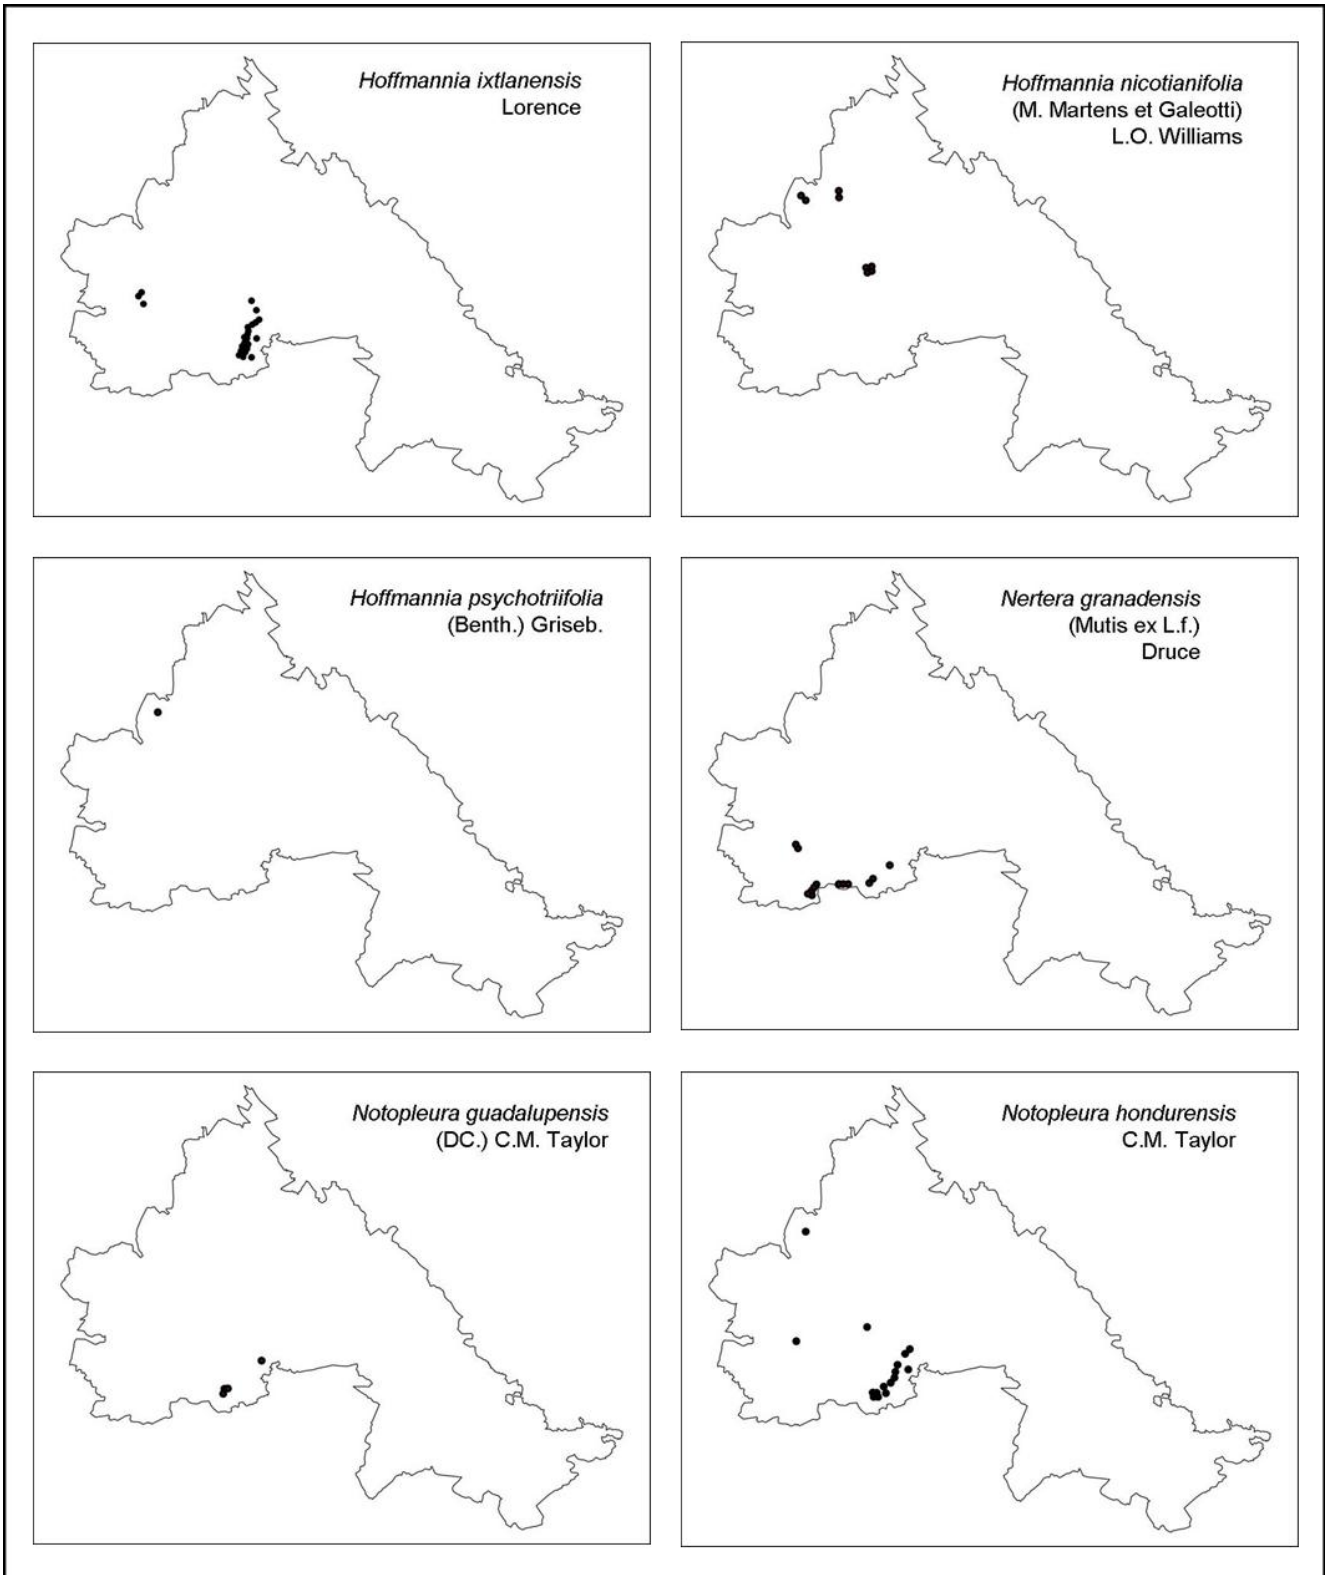 Hoffmannia ixtlanensis
Lorence
Hoffmannia nicotianifolia
(M. Martens et Galeotti)
L.O. Williams
Hoffmannia psychotriifolia
(Benth.) Griseb.
Nertera granadensis
(Mutis ex L.f.)
Druce
Notopleura guadalupensis
(DC.) C.M. Taylor
Notopleura hondurensis
C.M. Taylor